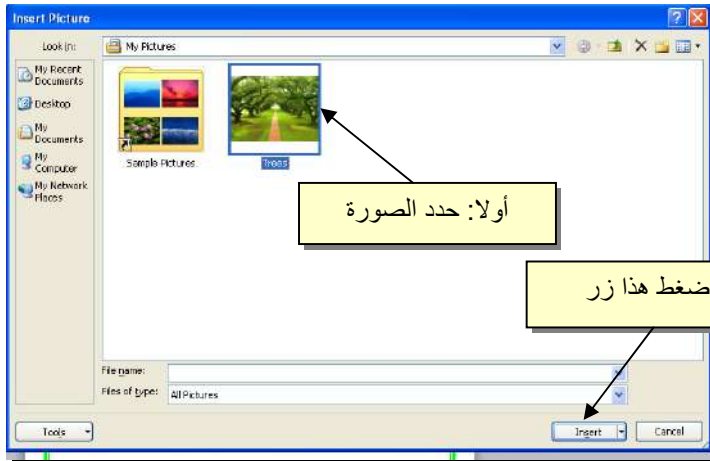 Insert Picture
Look in:
My Pictures
My Recent
Documents
Desktop
My
Documents
My
Computer
My Network
Places
Sample Pictures
Trees
أولا: حدد الصورة
ضغط هذا زر
File name:
Files of type:
All Pictures
Tools
Insert
Cancel